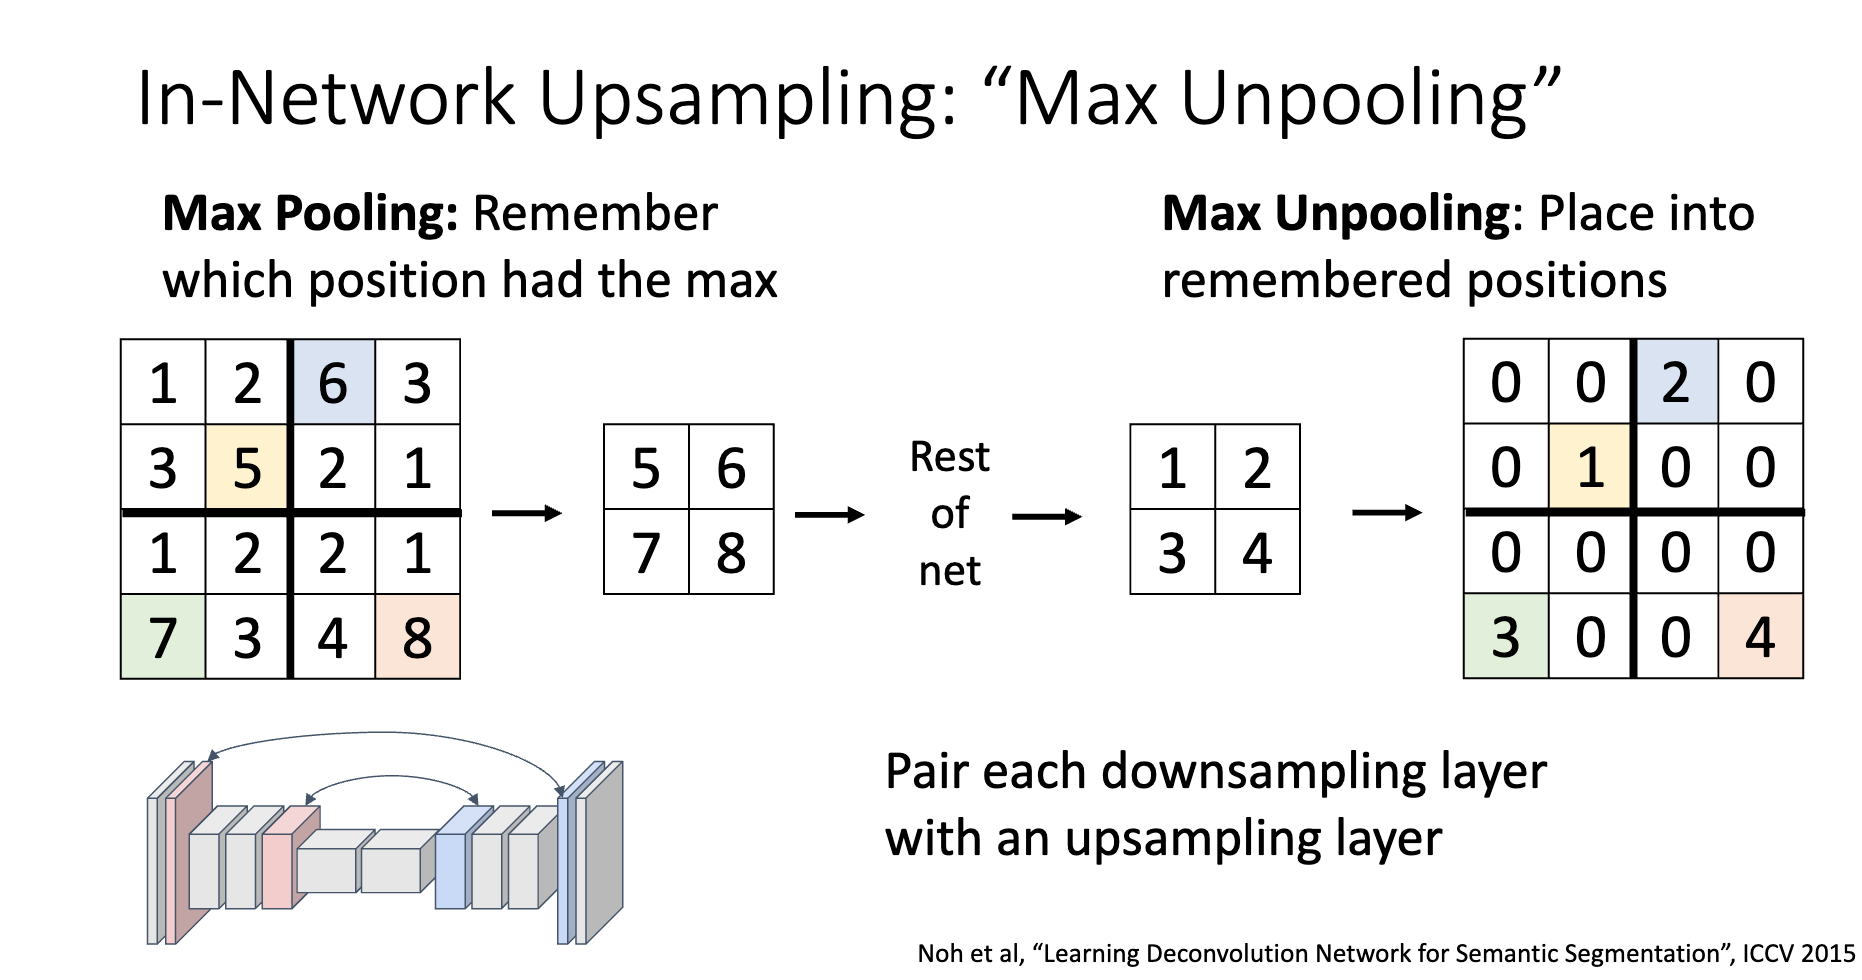 In-Network Upsampling: “Max Unpooling”
Max Pooling: Remember
which position had the max
Max Unpooling: Place into
remembered positions
1 2 6 3
3 5 2 1
1 2 2 1
7 3 4 8
5 6
7 8
Rest
of
net
1 2
3 4
0 0 2 0
0 1 0 0
0 0 0 0
3 0 0 4
Pair each downsampling layer
with an upsampling layer
Noh et al, “Learning Deconvolution Network for Semantic Segmentation”, ICCV 2015